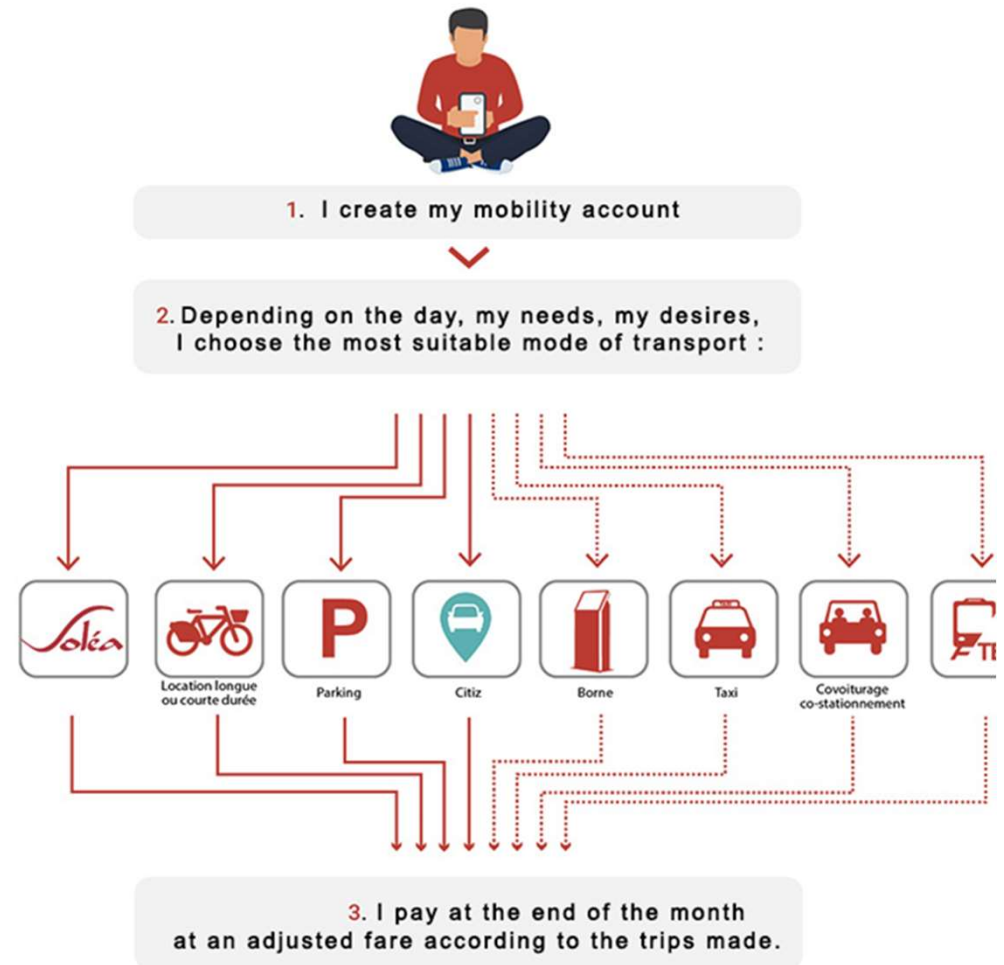 1. I create my mobility account
2. Depending on the day, my needs, my desires,
I choose the most suitable mode of transport :
Soléa
Location longue
ou courte durée
P
Parking
Citiz
Borne
Taxi
Covoiturage
co-stationnement
3. I pay at the end of the month
at an adjusted fare according to the trips made.